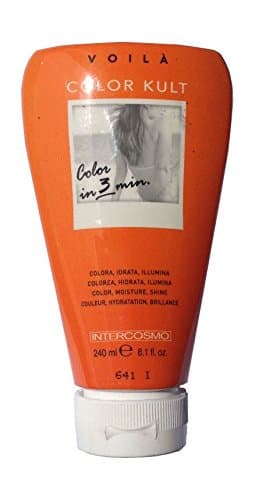 VOILÀ
COLOR KULT
Color
in 3 min.
COLORA, IDRATA, ILLUMINA
COLOREA, HIDRATA, ILUMINA
COLOR, MOISTURE, SHINE
COULEUR, HYDRATATION, BRILLANCE
INTERCOSMO
240 ml e 8.1 fl. oz.
641 I